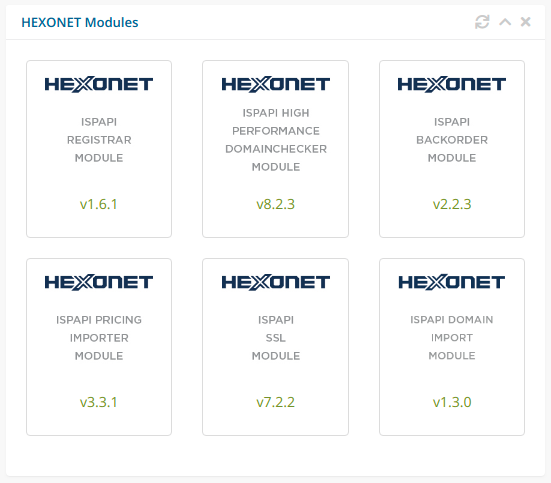 HEXONET Modules
HEXONET
ISPAPI
REGISTRAR
MODULE
v1.6.1
HEXONET
ISPAPI HIGH
PERFORMANCE
DOMAINCHECKER
MODULE
v8.2.3
HEXONET
ISPAPI
BACKORDER
MODULE
v2.2.3
HEXONET
ISPAPI PRICING
IMPORTER
MODULE
v3.3.1
HEXONET
ISPAPI
SSL
MODULE
v7.2.2
HEXONET
ISPAPI DOMAIN
IMPORT
MODULE
v1.3.0